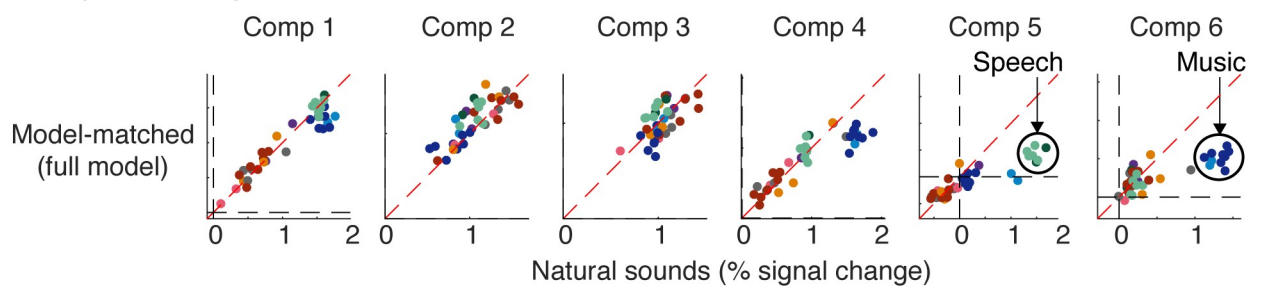 Comp 1 Comp 2 Comp 3 Comp 4 Comp 5 Comp 6
Speech Music
Model-matched
(full model)
0 1 2 0 1 0 1 0 1 2 0 1 2 0 1
Natural sounds (% signal change)